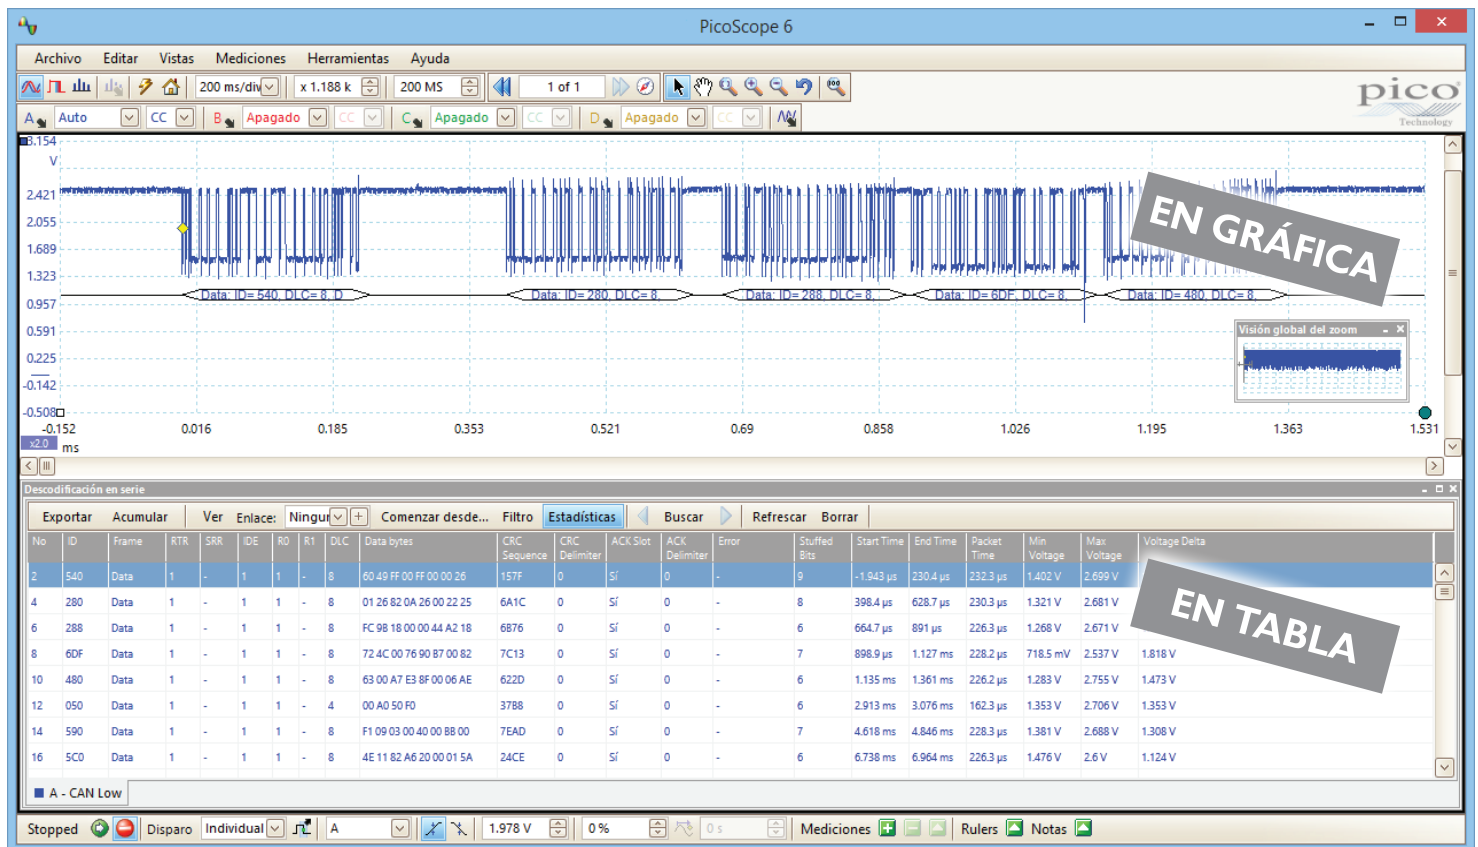 PicoScope 6
Archivo Editar Vistas Mediciones Herramientas Ayuda
200 ms/div x 1.188 k 200 MS 1 of 1
pico
Technology
A Auto CC B Apagado CC C Apagado CC D Apagado CC
3.154
V
2.421
2.055
1.689
1.323
0.957
0.591
0.225
-0.142
-0.508
EN GRÁFICA
Data: ID= 540, DLC= 8, D
Data: ID= 280, DLC= 8,
Data: ID= 288, DLC= 8,
Data: ID= 6DF, DLC= 8,
Data: ID= 480, DLC= 8,
Visión global del zoom
-0.152 0.016 0.185 0.353 0.521 0.69 0.858 1.026 1.195 1.363 1.531
x2.0 ms
Descodificación en serie
Exportar Acumular Ver Enlace: Ningur Comenzar desde... Filtro Estadísticas Buscar Refrescar Borrar
No ID Frame RTR SRR IDE R0 R1 DLC Data bytes CRC Sequence CRC Delimiter ACK Slot ACK Delimiter Error Stuffed Bits Start Time End Time Packet Time Min Voltage Max Voltage Voltage Delta
2 540 Data 1 - 1 1 - 8 60 49 FF 00 FF 00 00 26 157F 0 Sí 0 - 9 -1.943 µs 230.4 µs 232.3 µs 1.402 V 2.699 V
4 280 Data 1 - 1 1 - 8 01 26 82 0A 26 00 22 25 6A1C 0 Sí 0 - 8 398.4 µs 628.7 µs 230.3 µs 1.321 V 2.681 V
6 288 Data 1 - 1 1 - 8 FC 9B 18 00 00 44 A2 18 6B76 0 Sí 0 - 6 664.7 µs 891 µs 226.3 µs 1.268 V 2.671 V
8 6DF Data 1 - 1 1 - 8 72 4C 00 76 90 B7 00 82 7C13 0 Sí 0 - 7 898.9 µs 1.127 ms 228.2 µs 718.5 mV 2.537 V 1.818 V
10 480 Data 1 - 1 1 - 8 63 00 A7 E3 8F 00 06 AE 622D 0 Sí 0 - 6 1.135 ms 1.361 ms 226.2 µs 1.283 V 2.755 V 1.473 V
12 050 Data 1 - 1 1 - 4 00 A0 50 F0 37B8 0 Sí 0 - 6 2.913 ms 3.076 ms 162.3 µs 1.353 V 2.706 V 1.353 V
14 590 Data 1 - 1 1 - 8 F1 09 03 00 40 00 BB 00 7EAD 0 Sí 0 - 7 4.618 ms 4.846 ms 228.3 µs 1.381 V 2.688 V 1.308 V
16 5C0 Data 1 - 1 1 - 8 4E 11 82 A6 20 00 01 5A 24CE 0 Sí 0 - 6 6.738 ms 6.964 ms 226.3 µs 1.476 V 2.6 V 1.124 V
EN TABLA
A - CAN Low
Stopped Disparo Individual A 1.978 V 0 % 0 s Mediciones Rulers Notas